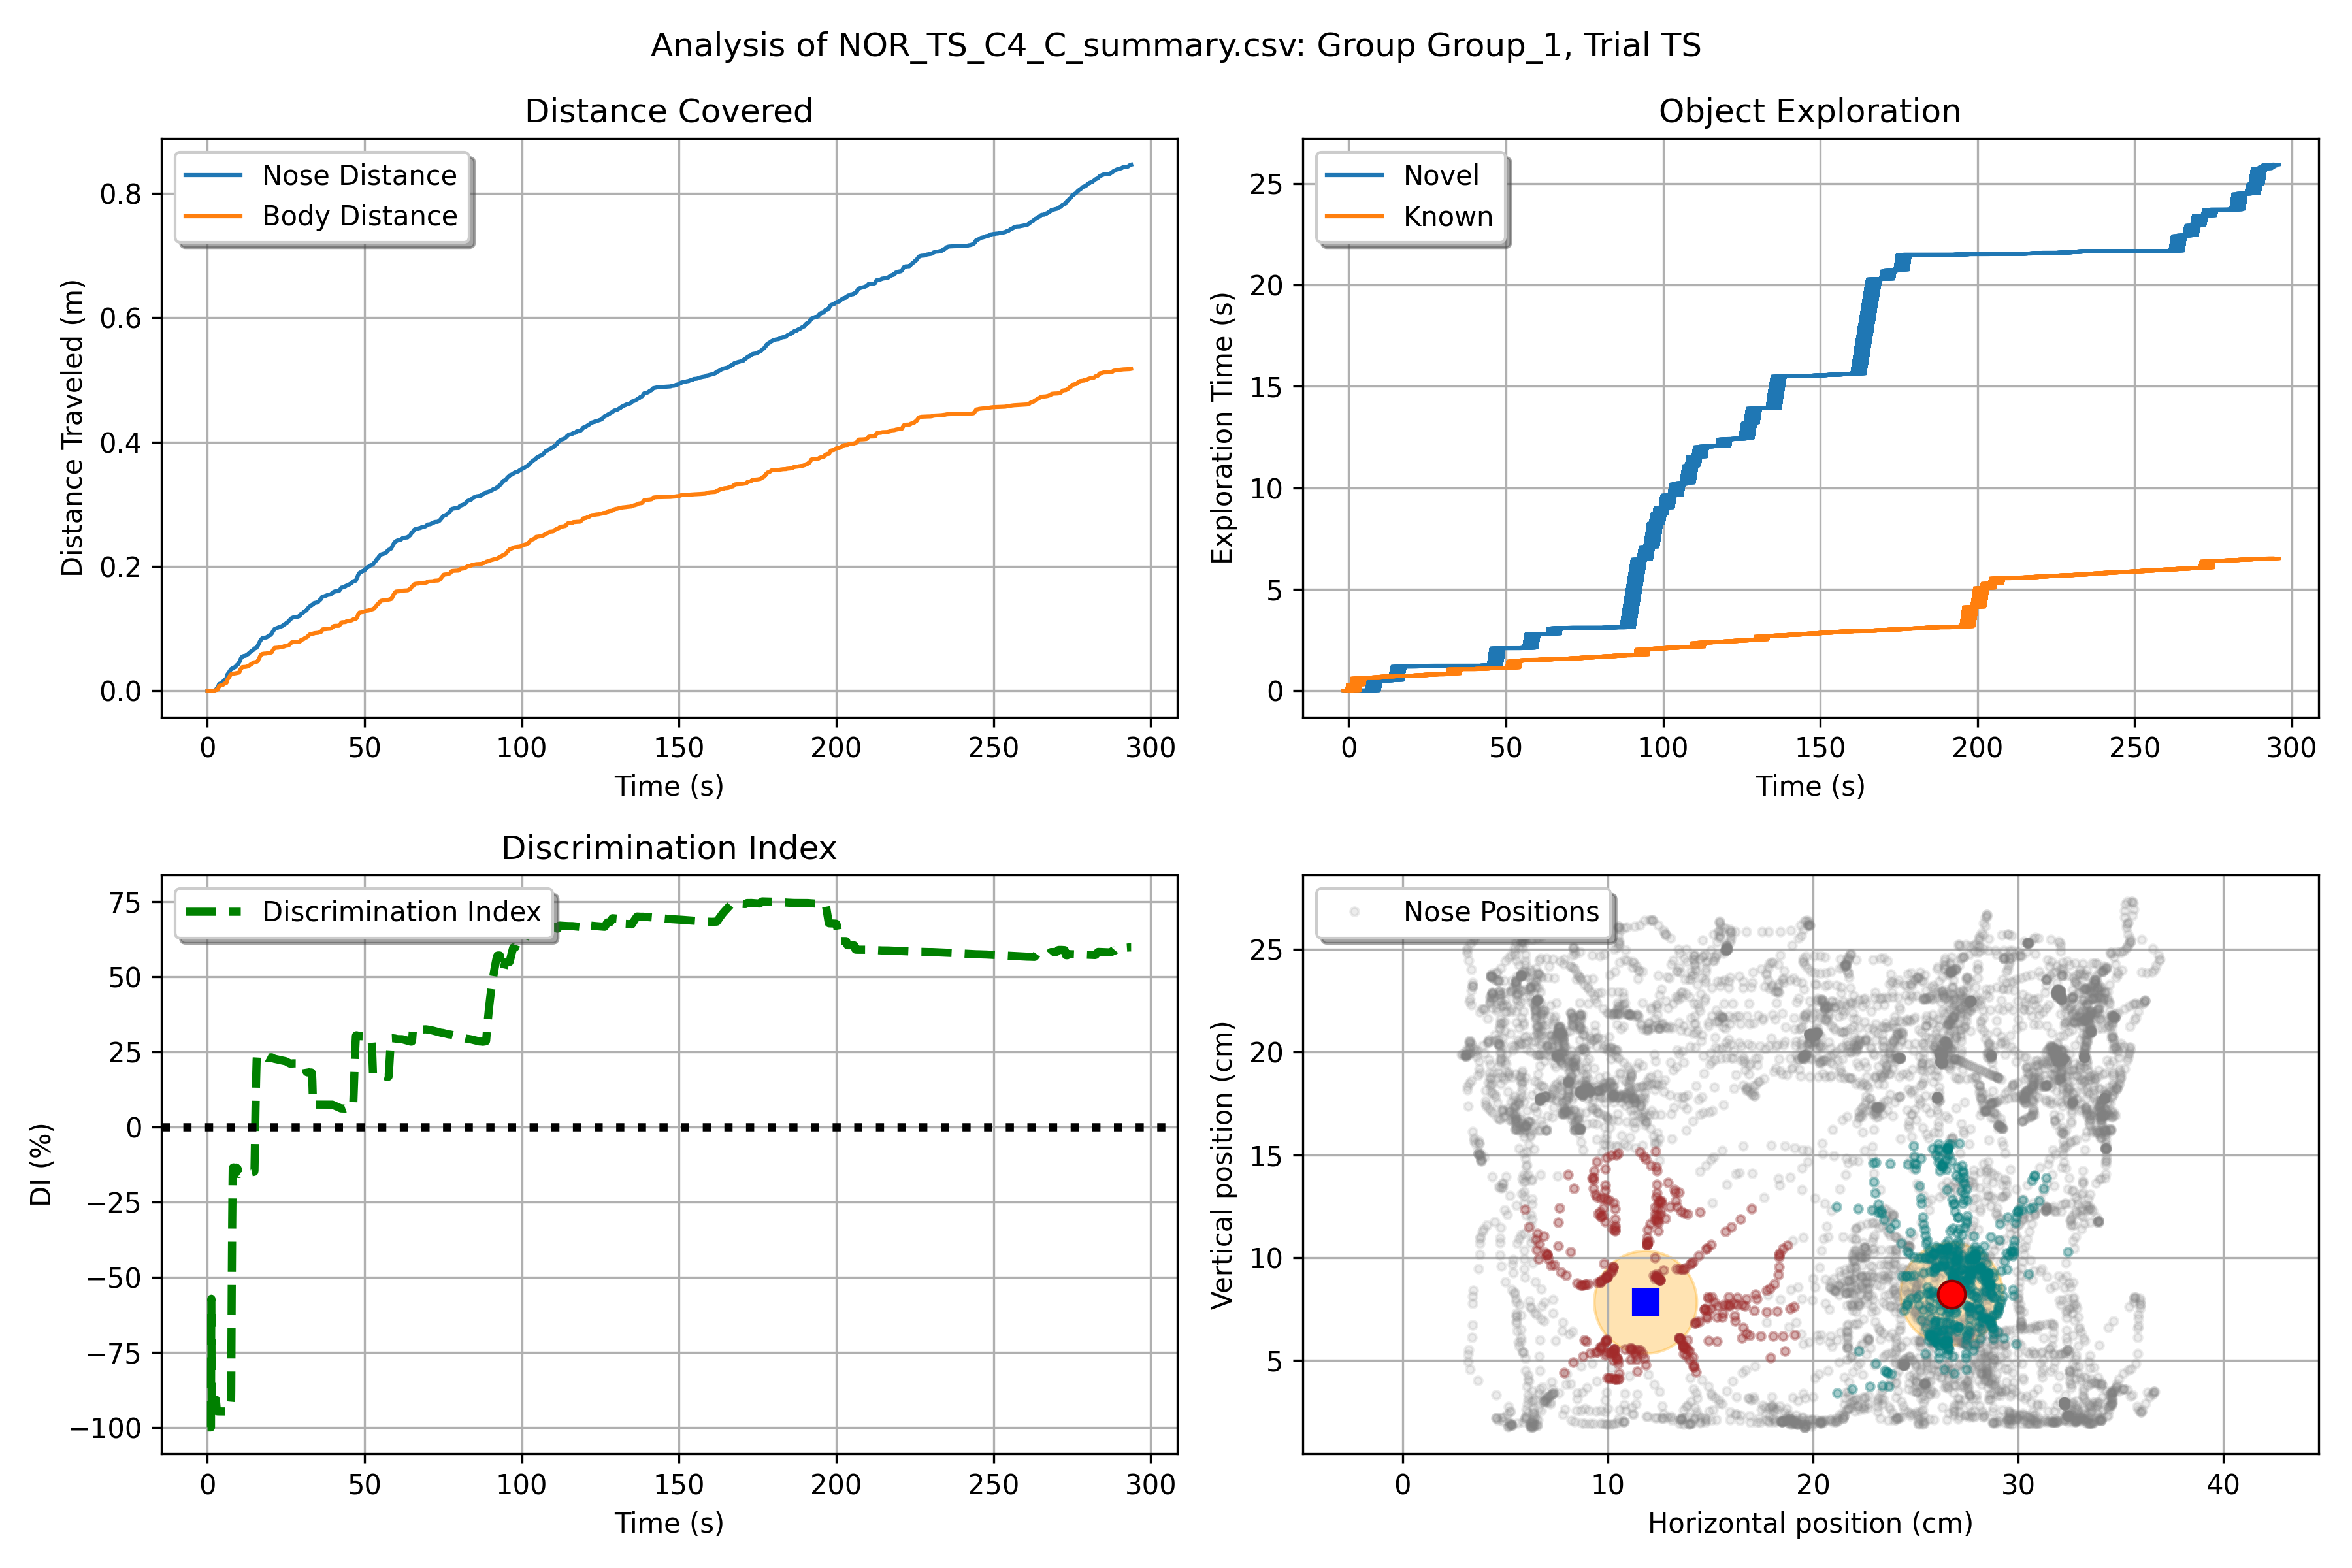 Analysis of NOR_TS_C4_C_summary.csv: Group Group_1, Trial TS
Distance Covered
Nose Distance
Body Distance
Distance Traveled (m)
0.8
0.6
0.4
0.2
0.0
0 50 100 150 200 250 300
Time (s)
Object Exploration
Novel
Known
Exploration Time (s)
25
20
15
10
5
0
0 50 100 150 200 250 300
Time (s)
Discrimination Index
Discrimination Index
DI (%)
75
50
25
0
−25
−50
−75
−100
0 50 100 150 200 250 300
Time (s)
Nose Positions
Vertical position (cm)
25
20
15
10
5
0 10 20 30 40
Horizontal position (cm)